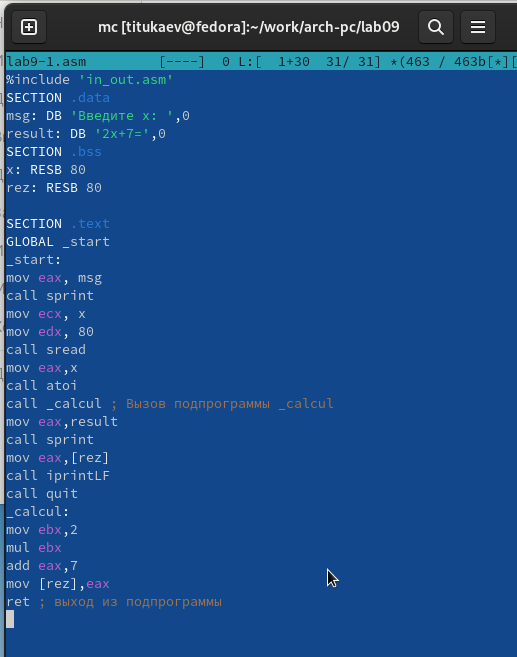 mc [titukaev@fedora]:~/work/arch-pc/lab09
lab9-1.asm [----] 0 L:[ 1+30 31/ 31] *(463 / 463b[*][
%include 'in_out.asm'
SECTION .data
msg: DB 'Введите x: ',0
result: DB '2x+7=',0
SECTION .bss
x: RESB 80
rez: RESB 80
SECTION .text
GLOBAL _start
_start:
mov eax, msg
call sprint
mov ecx, x
mov edx, 80
call sread
mov eax,x
call atoi
call _calcul ; Вызов подпрограммы _calcul
mov eax,result
call sprint
mov eax,[rez]
call iprintLF
call quit
_calcul:
mov ebx,2
mul ebx
add eax,7
mov [rez],eax
ret ; выход из подпрограммы